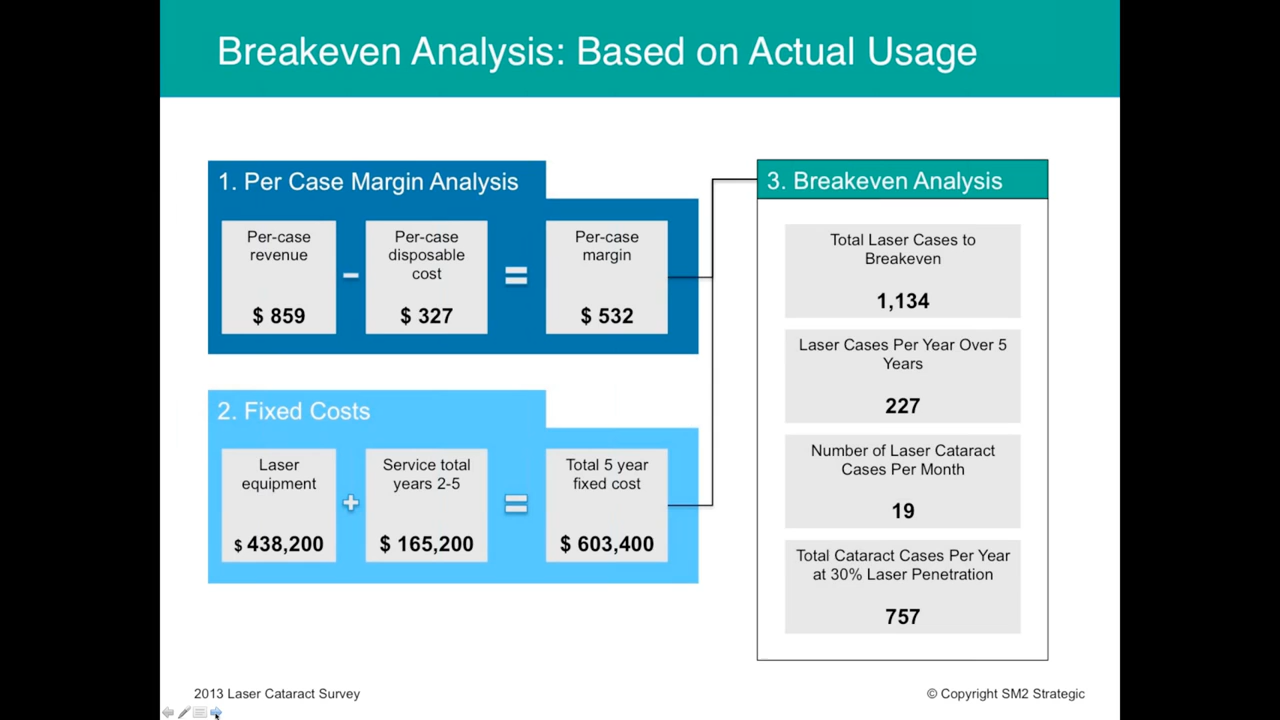 Breakeven Analysis: Based on Actual Usage
1. Per Case Margin Analysis
Per-case
revenue
$ 859
–
Per-case
disposable
cost
$ 327
=
Per-case
margin
$ 532
2. Fixed Costs
Laser
equipment
$ 438,200
+
Service total
years 2-5
$ 165,200
=
Total 5 year
fixed cost
$ 603,400
3. Breakeven Analysis
Total Laser Cases to
Breakeven
1,134
Laser Cases Per Year Over 5
Years
227
Number of Laser Cataract
Cases Per Month
19
Total Cataract Cases Per Year
at 30% Laser Penetration
757
2013 Laser Cataract Survey
© Copyright SM2 Strategic